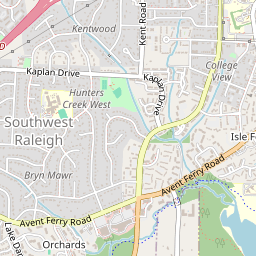 Kentwood
Kent Road
Kaplan Drive
College
View
Hunters
Creek West
Kaplan Drive
Southwest
Raleigh
Isle F
Avent Ferry Road
Bryn Mawr
Avent Ferry Road
Lake Da
Orchards